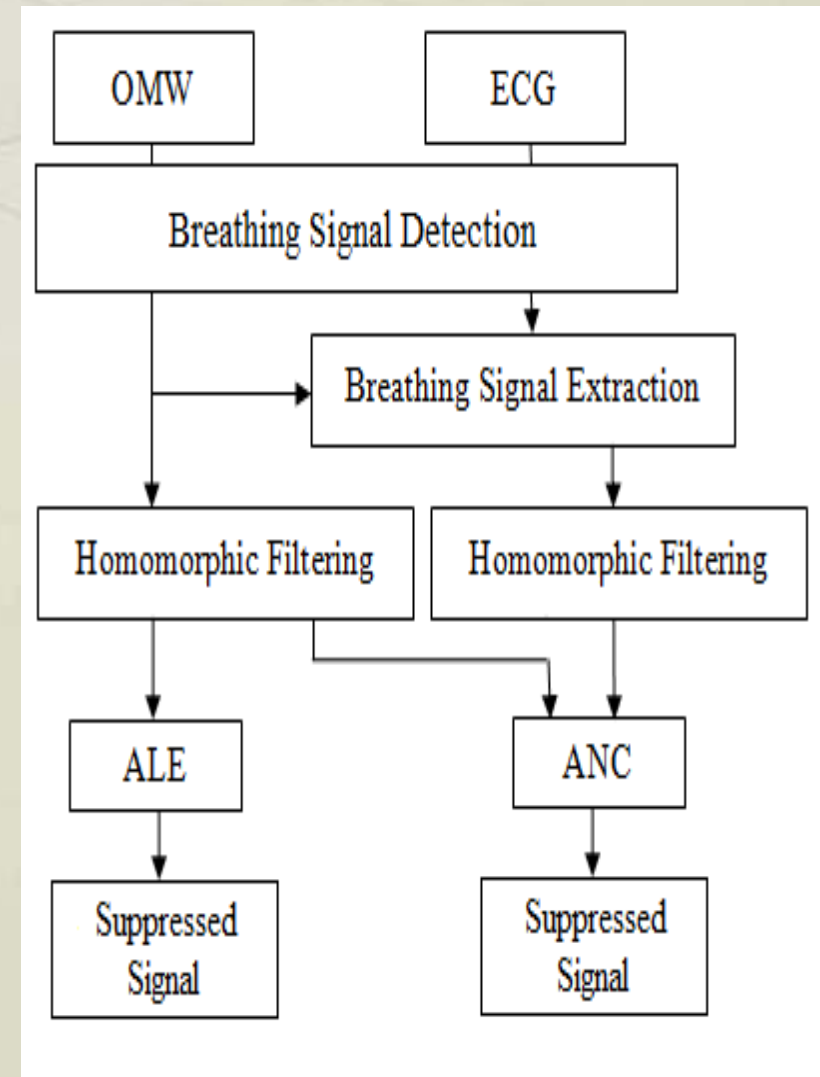 OMW
ECG
Breathing Signal Detection
Breathing Signal Extraction
Homomorphic Filtering
Homomorphic Filtering
ALE
ANC
Suppressed
Signal
Suppressed
Signal